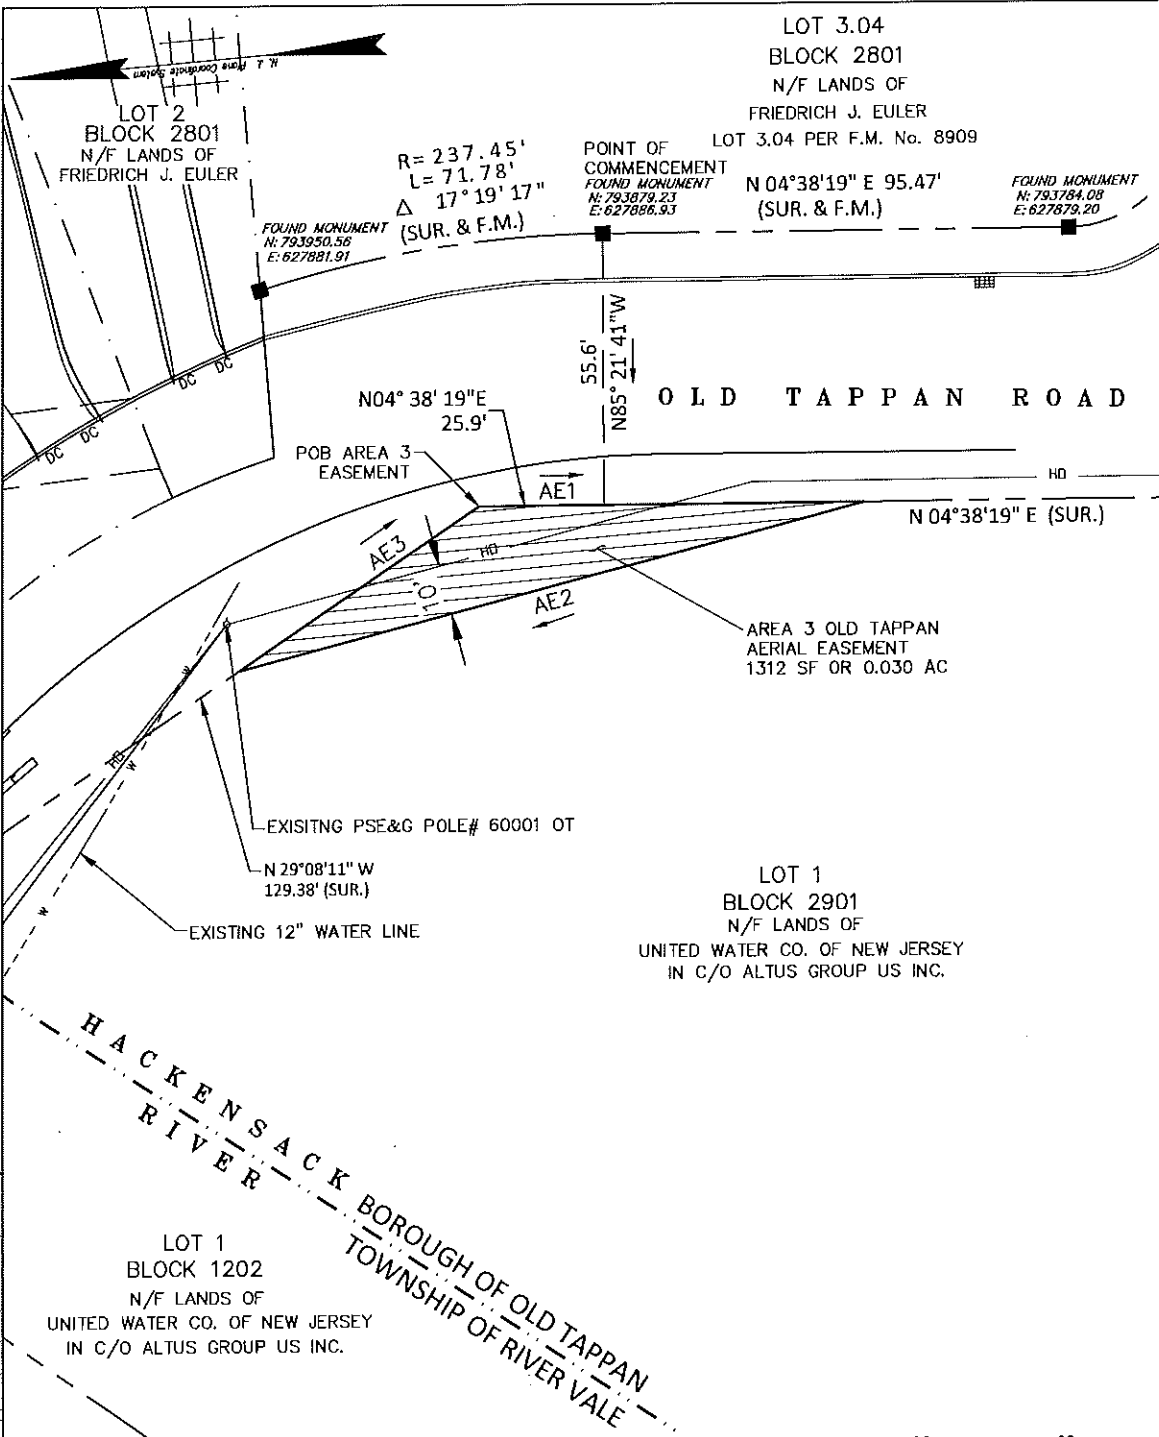 LOT 3.04
BLOCK 2801
N/F LANDS OF
FRIEDRICH J. EULER
LOT 3.04 PER F.M. No. 8909
N. J. Plane Coordinate System
LOT 2
BLOCK 2801
N/F LANDS OF
FRIEDRICH J. EULER
R= 237.45'
L= 71.78'
Δ 17°19'17"
(SUR. & F.M.)
POINT OF
COMMENCEMENT
FOUND MONUMENT
N: 793879.23
E: 627886.93
N 04°38'19" E 95.47'
(SUR. & F.M.)
FOUND MONUMENT
N: 793784.08
E: 627879.20
FOUND MONUMENT
N: 793950.56
E: 627881.91
55.6'
N85° 21' 41"W
OLD TAPPAN ROAD
DC
DC
DC
DC
N04° 38' 19"E
25.9'
POB AREA 3
EASEMENT
AE1
HD
N 04°38'19" E (SUR.)
AE3
HD
10'
AE2
AREA 3 OLD TAPPAN
AERIAL EASEMENT
1312 SF OR 0.030 AC
W
HD
W
W
EXISITNG PSE&G POLE# 60001 OT
N 29°08'11" W
129.38' (SUR.)
EXISTING 12" WATER LINE
LOT 1
BLOCK 2901
N/F LANDS OF
UNITED WATER CO. OF NEW JERSEY
IN C/O ALTUS GROUP US INC.
HACKENSACK
RIVER
BOROUGH OF OLD TAPPAN
TOWNSHIP OF RIVER VALE
LOT 1
BLOCK 1202
N/F LANDS OF
UNITED WATER CO. OF NEW JERSEY
IN C/O ALTUS GROUP US INC.